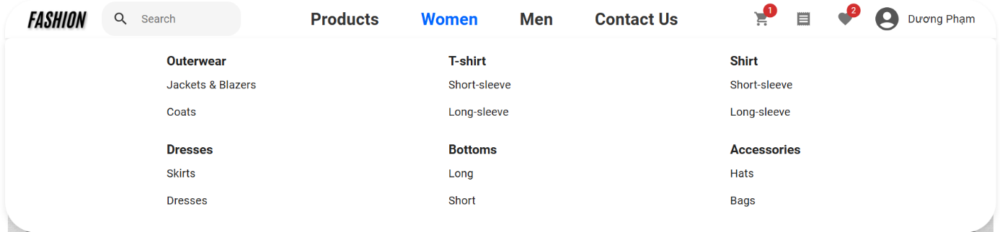 FASHION Search Products Women Men Contact Us 1 2 Dương Phạm
Outerwear T-shirt Shirt
Jackets & Blazers Short-sleeve Short-sleeve
Coats Long-sleeve Long-sleeve
Dresses Bottoms Accessories
Skirts Long Hats
Dresses Short Bags